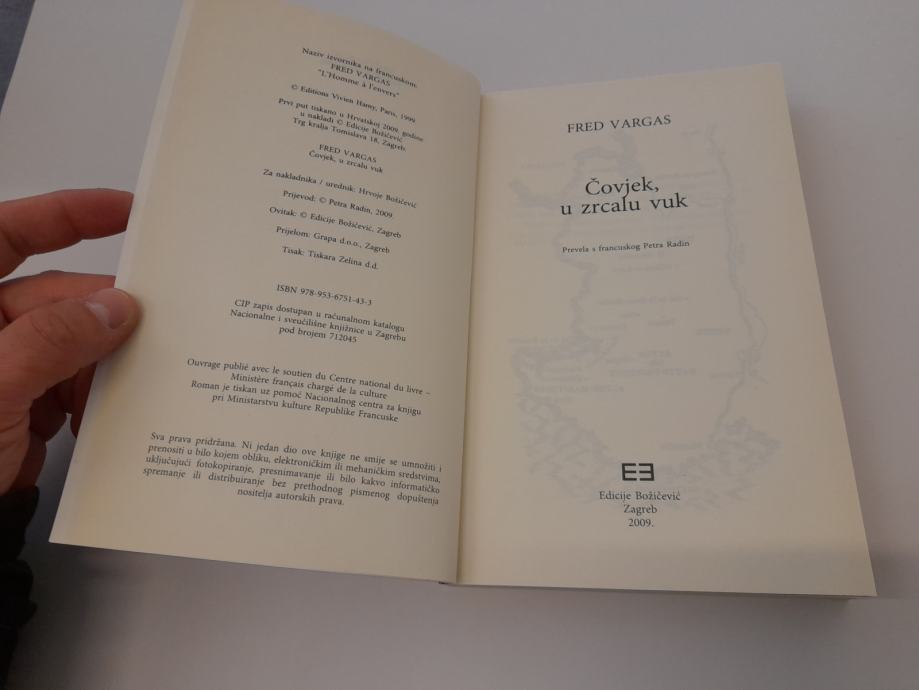 Naziv izvornika na francuskom:
FRED VARGAS
"L'Homme à l'envers"
© Editions Vivien Hamy, Paris, 1999
Prvi put tiskano u Hrvatskoj 2009. godine
u nakladi © Edicije Božičević
Trg kralja Tomislava 18, Zagreb.
FRED VARGAS
Čovjek, u zrcalu vuk
Za nakladnika / urednik: Hrvoje Božičević
Prijevod: © Petra Radin, 2009.
Ovitak: © Edicije Božičević, Zagreb
Prijelom: Grapa d.o.o., Zagreb
Tisak: Tiskara Zelina d.d.
ISBN 978-953-6751-43-3
CIP zapis dostupan u računalnom katalogu
Nacionalne i sveučilišne knjižnice u Zagrebu
pod brojem 712045
Ouvrage publié avec le soutien du Centre national du livre –
Ministère français chargé de la culture
Roman je tiskan uz pomoć Nacionalnog centra za knjigu
pri Ministarstvu kulture Republike Francuske
Sva prava pridržana. Ni jedan dio ove knjige ne smije se umnožiti i
prenositi u bilo kojem obliku, elektroničkim ili mehaničkim sredstvima,
uključujući fotokopiranje, presnimavanje ili bilo kakvo informatičko
spremanje ili distribuiranje bez prethodnog pismenog dopuštenja
nositelja autorskih prava.
FRED VARGAS
Čovjek,
u zrcalu vuk
Prevela s francuskog Petra Radin
Edicije Božičević
Zagreb
2009.